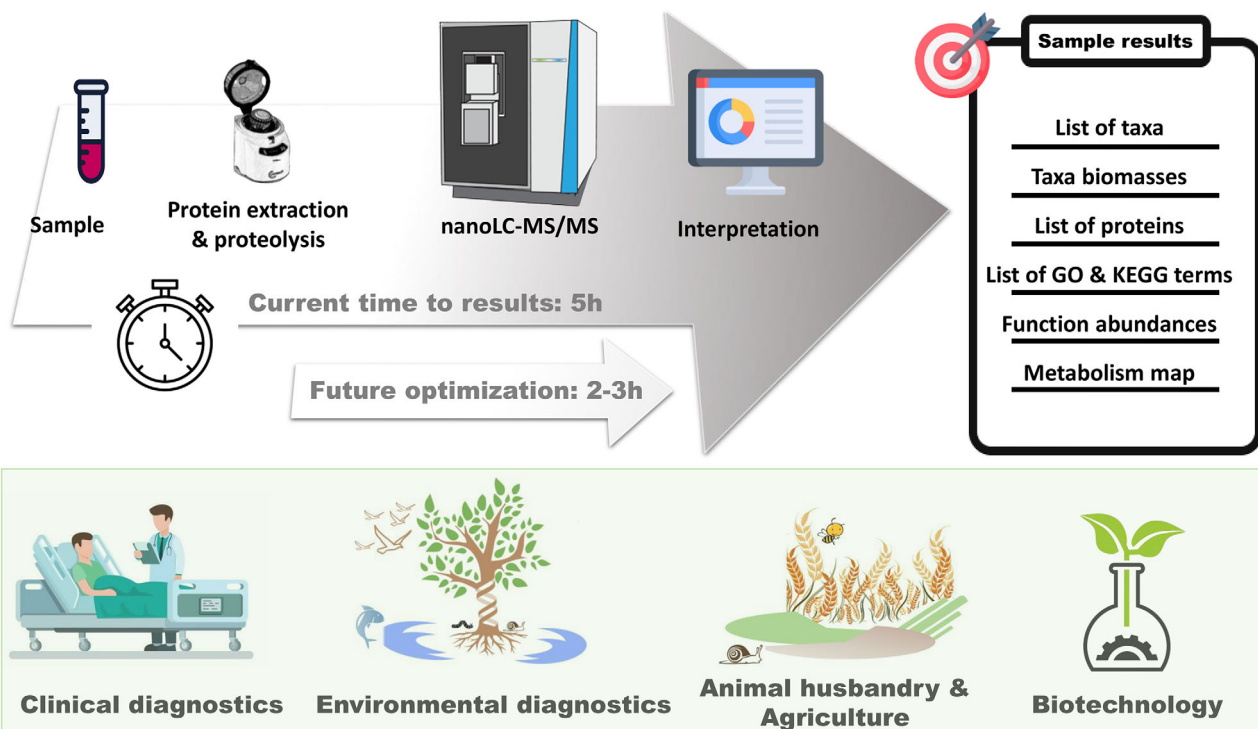 Sample results
List of taxa
Taxa biomasses
List of proteins
List of GO & KEGG terms
Function abundances
Metabolism map
Sample
Protein extraction
& proteolysis
nanoLC-MS/MS
Interpretation
Current time to results: 5h
Future optimization: 2-3h
Clinical diagnostics
Environmental diagnostics
Animal husbandry &
Agriculture
Biotechnology